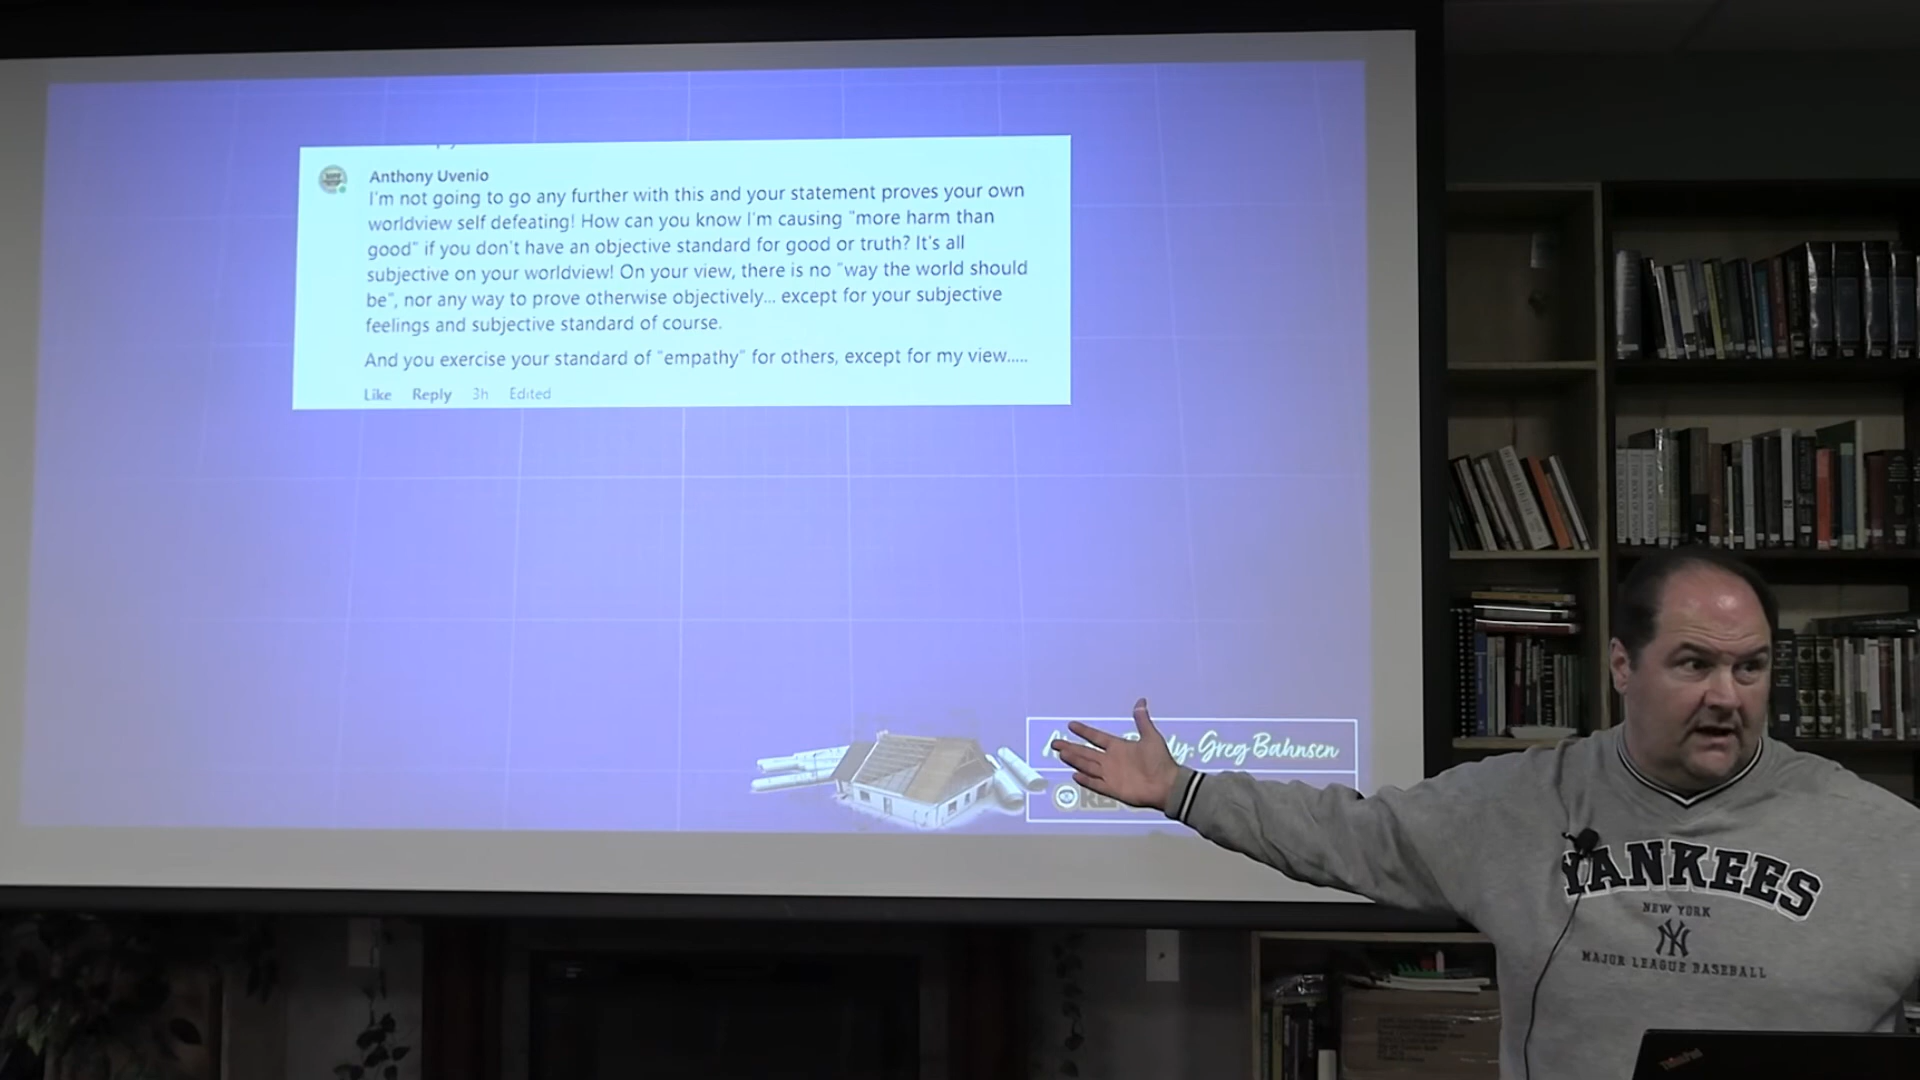 Anthony Uvenio
I'm not going to go any further with this and your statement proves your own
worldview self defeating! How can you know I'm causing "more harm than
good" if you don't have an objective standard for good or truth? It's all
subjective on your worldview! On your view, there is no "way the world should
be", nor any way to prove otherwise objectively... except for your subjective
feelings and subjective standard of course.
And you exercise your standard of "empathy" for others, except for my view.....
Like Reply 3h Edited
Greg Bahnsen
YANKEES
NEW YORK
NY
MAJOR LEAGUE BASEBALL
ThinkPad